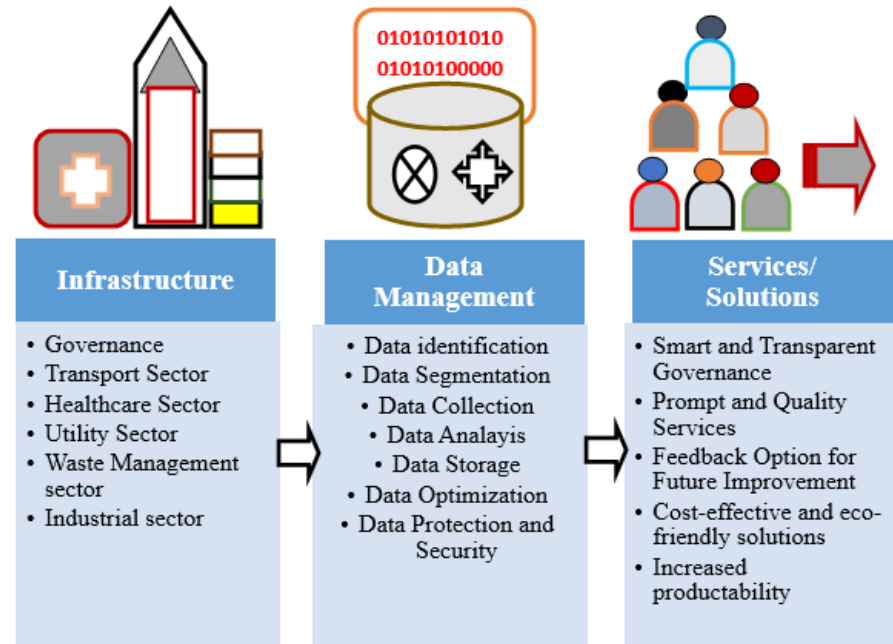 01010101010
01010100000
Infrastructure
• Governance
• Transport Sector
• Healthcare Sector
• Utility Sector
• Waste Management
sector
• Industrial sector
Data
Management
• Data identification
• Data Segmentation
• Data Collection
• Data Analayis
• Data Storage
• Data Optimization
• Data Protection and
Security
Services/
Solutions
• Smart and Transparent
Governance
• Prompt and Quality
Services
• Feedback Option for
Future Improvement
• Cost-effective and eco-
friendly solutions
• Increased
productability